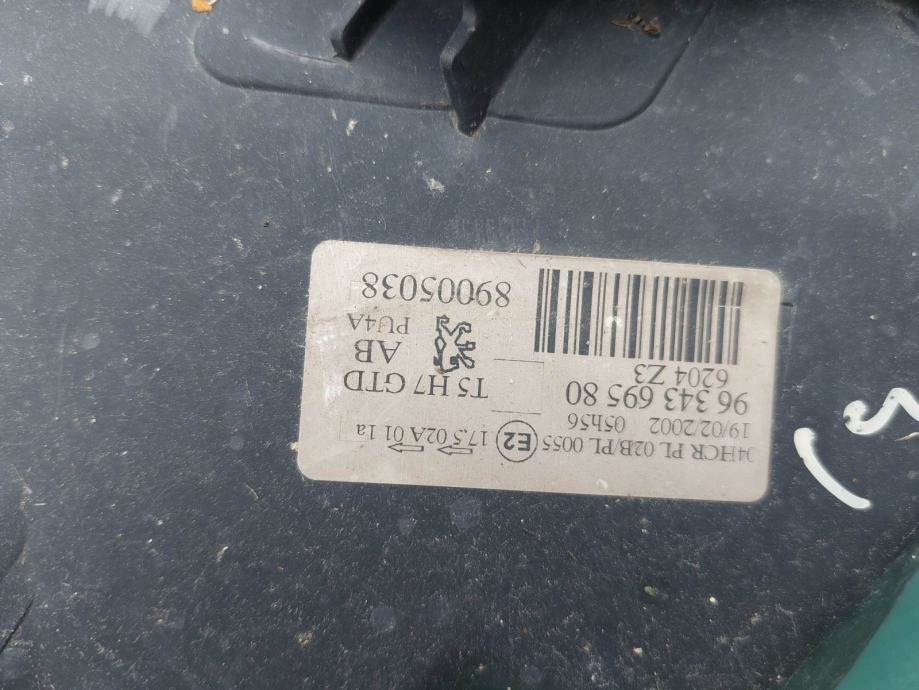 04HCR PL 02B/PL 0055 E2 17,5 02A 01 1a
19/02/2002 05h56
96 343 695 80 T5 H7 GTD
6204 Z3 AB
PU4A
89005038